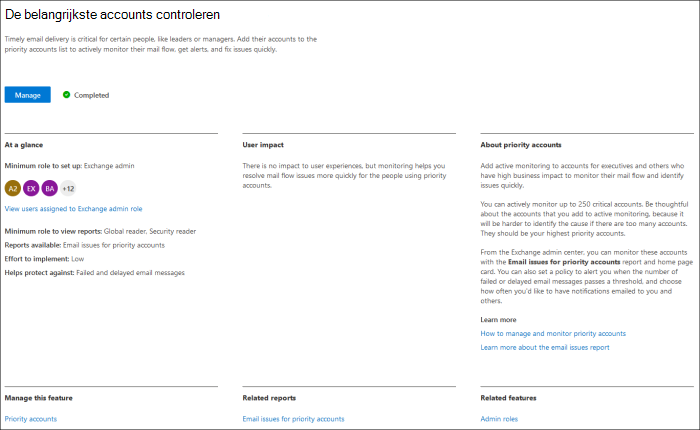 De belangrijkste accounts controleren
Timely email delivery is critical for certain people, like leaders or managers. Add their accounts to the
priority accounts list to actively monitor their mail flow, get alerts, and fix issues quickly.
Manage
Completed
At a glance
Minimum role to set up: Exchange admin
A2 EX BA +12
View users assigned to Exchange admin role
Minimum role to view reports: Global reader, Security reader
Reports available: Email issues for priority accounts
Effort to implement: Low
Helps protect against: Failed and delayed email messages
User impact
There is no impact to user experiences, but monitoring helps you
resolve mail flow issues more quickly for the people using priority
accounts.
About priority accounts
Add active monitoring to accounts for executives and others who
have high business impact to monitor their mail flow and identify
issues quickly.
You can actively monitor up to 250 critical accounts. Be thoughtful
about the accounts that you add to active monitoring, because it
will be harder to identify the cause if there are too many accounts.
They should be your highest priority accounts.
From the Exchange admin center, you can monitor these accounts
with the Email issues for priority accounts report and home page
card. You can also set a policy to alert you when the number of
failed or delayed email messages passes a threshold, and choose
how often you'd like to have notifications emailed to you and
others.
Learn more
How to manage and monitor priority accounts
Learn more about the email issues report
Manage this feature
Priority accounts
Related reports
Email issues for priority accounts
Related features
Admin roles